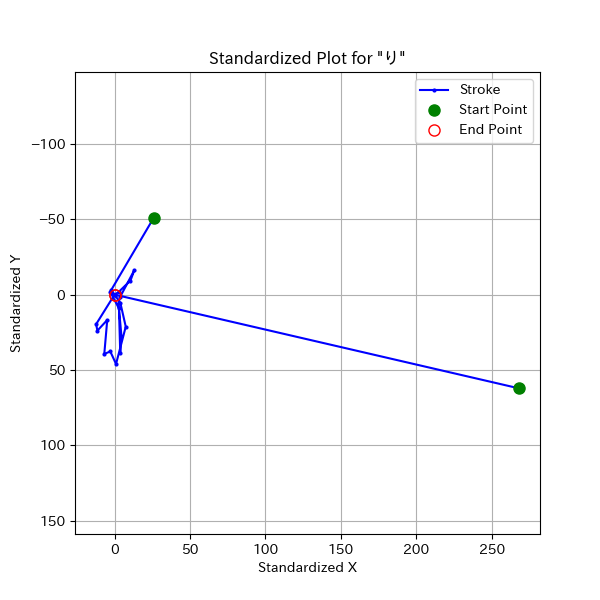 Standardized Plot for "り"
Stroke
Start Point
End Point
Standardized Y
−100
−50
0
50
100
150
0 50 100 150 200 250
Standardized X